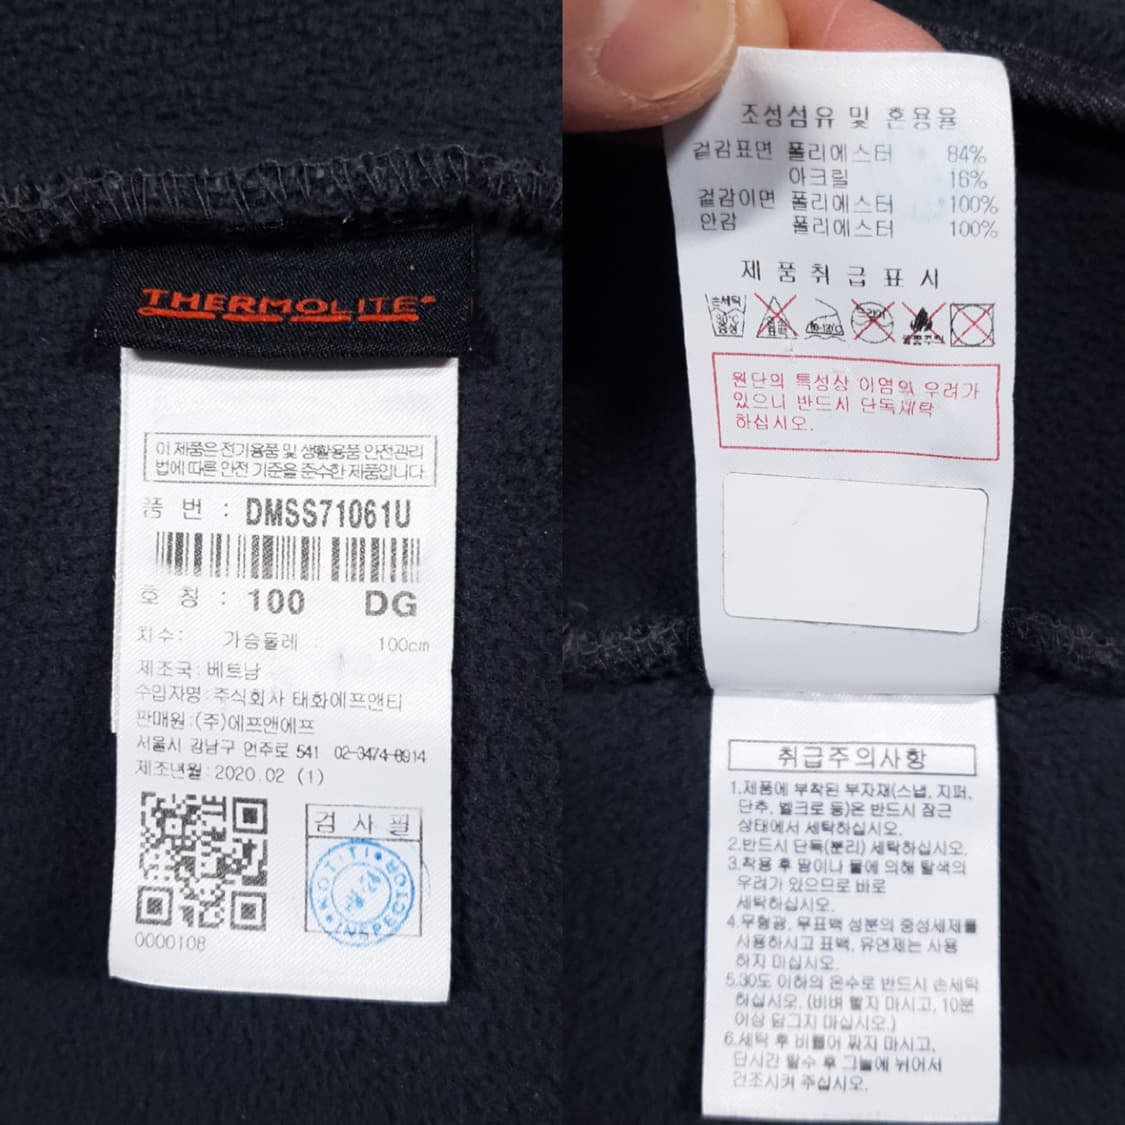 THERMOLITE
이 제품은 전기용품 및 생활용품 안전관리
법에 따른 안전 기준을 준수한 제품입니다
품 번 : DMSS71061U
호 칭 : 100 DG
치수: 가슴둘레 : 100cm
제조국: 베트남
수입자명: 주식회사 태화에프앤티
판매원 :(주)에프앤에프
서울시 강남구 언주로 541 02-3474-8914
제조년월: 2020.02 (1)
검 사 필
KOTITI
INSPECTOR
0000108
조성섬유 및 혼용율
겉감표면 폴리에스터 84%
아크릴 16%
겉감이면 폴리에스터 100%
안감 폴리에스터 100%
제 품 취 급 표 시
손세탁
30℃
중성
염소
표백
드라이
원단의 특성상 이염의 우려가
있으니 반드시 단독세탁
하십시오.
취급주의사항
1.제품에 부착된 부자재(스냅, 지퍼,
단추, 벨크로 등)은 반드시 잠근
상태에서 세탁하십시오.
2.반드시 단독(분리) 세탁하십시오.
3.착용 후 땀이나 물에 의해 탈색의
우려가 있으므로 바로
세탁하십시오.
4.무형광, 무표백 성분의 중성세제를
사용하시고 표백, 유연제는 사용
하지 마십시오.
5.30도 이하의 온수로 반드시 손세탁
하십시오. (비벼 빨지 마시고, 10분
이상 담그지 마십시오.)
6.세탁 후 비틀어 짜지 마시고,
단시간 탈수 후 그늘에 뉘어서
건조시켜 주십시오.